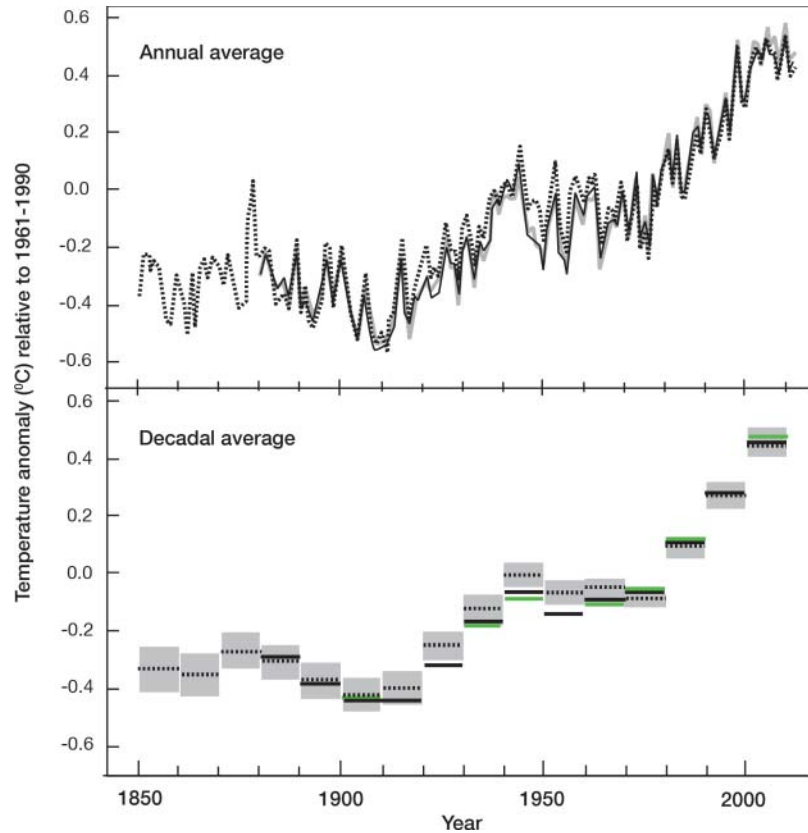 0.6
Annual average
0.4
0.2
0.0
-0.2
-0.4
-0.6
Temperature anomaly (⁰C) relative to 1961-1990
0.6
Decadal average
0.4
0.2
0.0
-0.2
-0.4
-0.6
1850 1900 1950 2000
Year